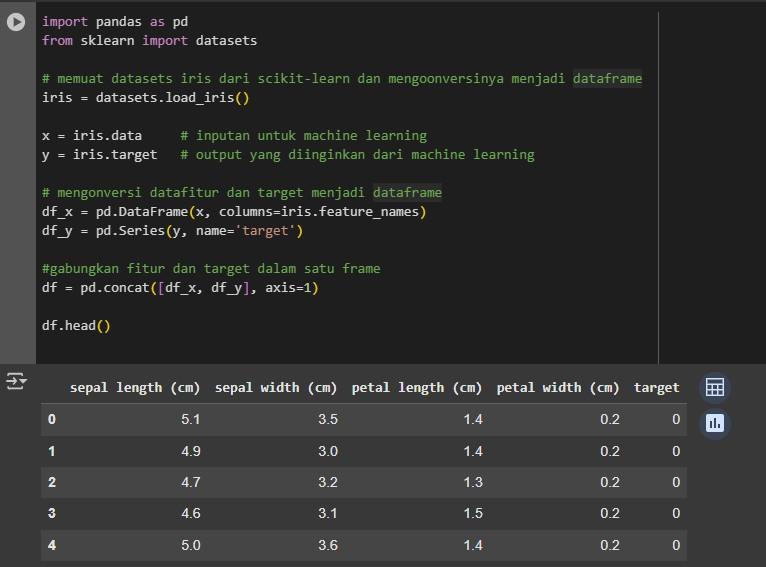 import pandas as pd
from sklearn import datasets
# memuat datasets iris dari scikit-learn dan mengoonversinya menjadi dataframe
iris = datasets.load_iris()
x = iris.data     # inputan untuk machine learning
y = iris.target   # output yang diinginkan dari machine learning
# mengonversi datafitur dan target menjadi dataframe
df_x = pd.DataFrame(x, columns=iris.feature_names)
df_y = pd.Series(y, name='target')
#gabungkan fitur dan target dalam satu frame
df = pd.concat([df_x, df_y], axis=1)
df.head()
sepal length (cm) sepal width (cm) petal length (cm) petal width (cm) target
0 5.1 3.5 1.4 0.2 0
1 4.9 3.0 1.4 0.2 0
2 4.7 3.2 1.3 0.2 0
3 4.6 3.1 1.5 0.2 0
4 5.0 3.6 1.4 0.2 0